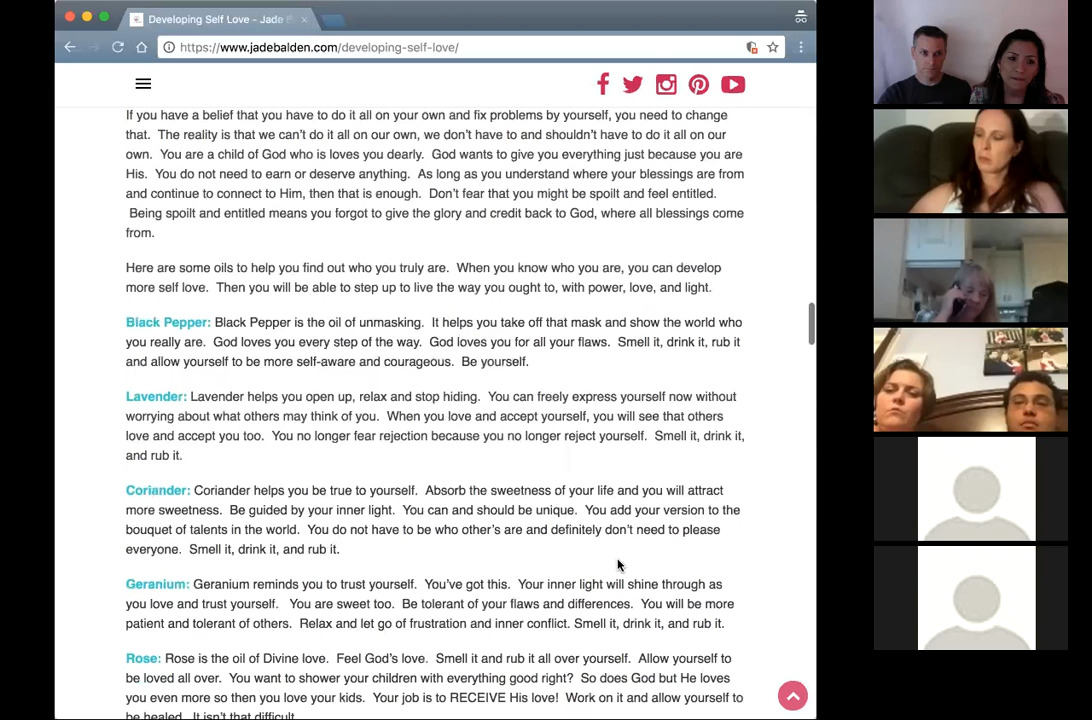 Developing Self Love - Jade
https://www.jadebalden.com/developing-self-love/
If you have a belief that you have to do it all on your own and fix problems by yourself, you need to change
that.  The reality is that we can't do it all on our own, we don't have to and shouldn't have to do it all on our
own.  You are a child of God who is loves you dearly.  God wants to give you everything just because you are
His.  You do not need to earn or deserve anything.  As long as you understand where your blessings are from
and continue to connect to Him, then that is enough.  Don't fear that you might be spoilt and feel entitled.
Being spoilt and entitled means you forgot to give the glory and credit back to God, where all blessings come
from.
Here are some oils to help you find out who you truly are.  When you know who you are, you can develop
more self love.  Then you will be able to step up to live the way you ought to, with power, love, and light.
Black Pepper: Black Pepper is the oil of unmasking.  It helps you take off that mask and show the world who
you really are.  God loves you every step of the way.  God loves you for all your flaws.  Smell it, drink it, rub it
and allow yourself to be more self-aware and courageous.  Be yourself.
Lavender: Lavender helps you open up, relax and stop hiding.  You can freely express yourself now without
worrying about what others may think of you.  When you love and accept yourself, you will see that others
love and accept you too.  You no longer fear rejection because you no longer reject yourself.  Smell it, drink it,
and rub it.
Coriander: Coriander helps you be true to yourself.  Absorb the sweetness of your life and you will attract
more sweetness.  Be guided by your inner light.  You can and should be unique.  You add your version to the
bouquet of talents in the world.  You do not have to be who other's are and definitely don't need to please
everyone.  Smell it, drink it, and rub it.
Geranium: Geranium reminds you to trust yourself.  You've got this.  Your inner light will shine through as
you love and trust yourself.  You are sweet too.  Be tolerant of your flaws and differences.  You will be more
patient and tolerant of others.  Relax and let go of frustration and inner conflict. Smell it, drink it, and rub it.
Rose: Rose is the oil of Divine love.  Feel God's love.  Smell it and rub it all over yourself.  Allow yourself to
be loved all over.  You want to shower your children with everything good right?  So does God but He loves
you even more so then you love your kids.  Your job is to RECEIVE His love!  Work on it and allow yourself to
be healed.  It isn't that difficult.